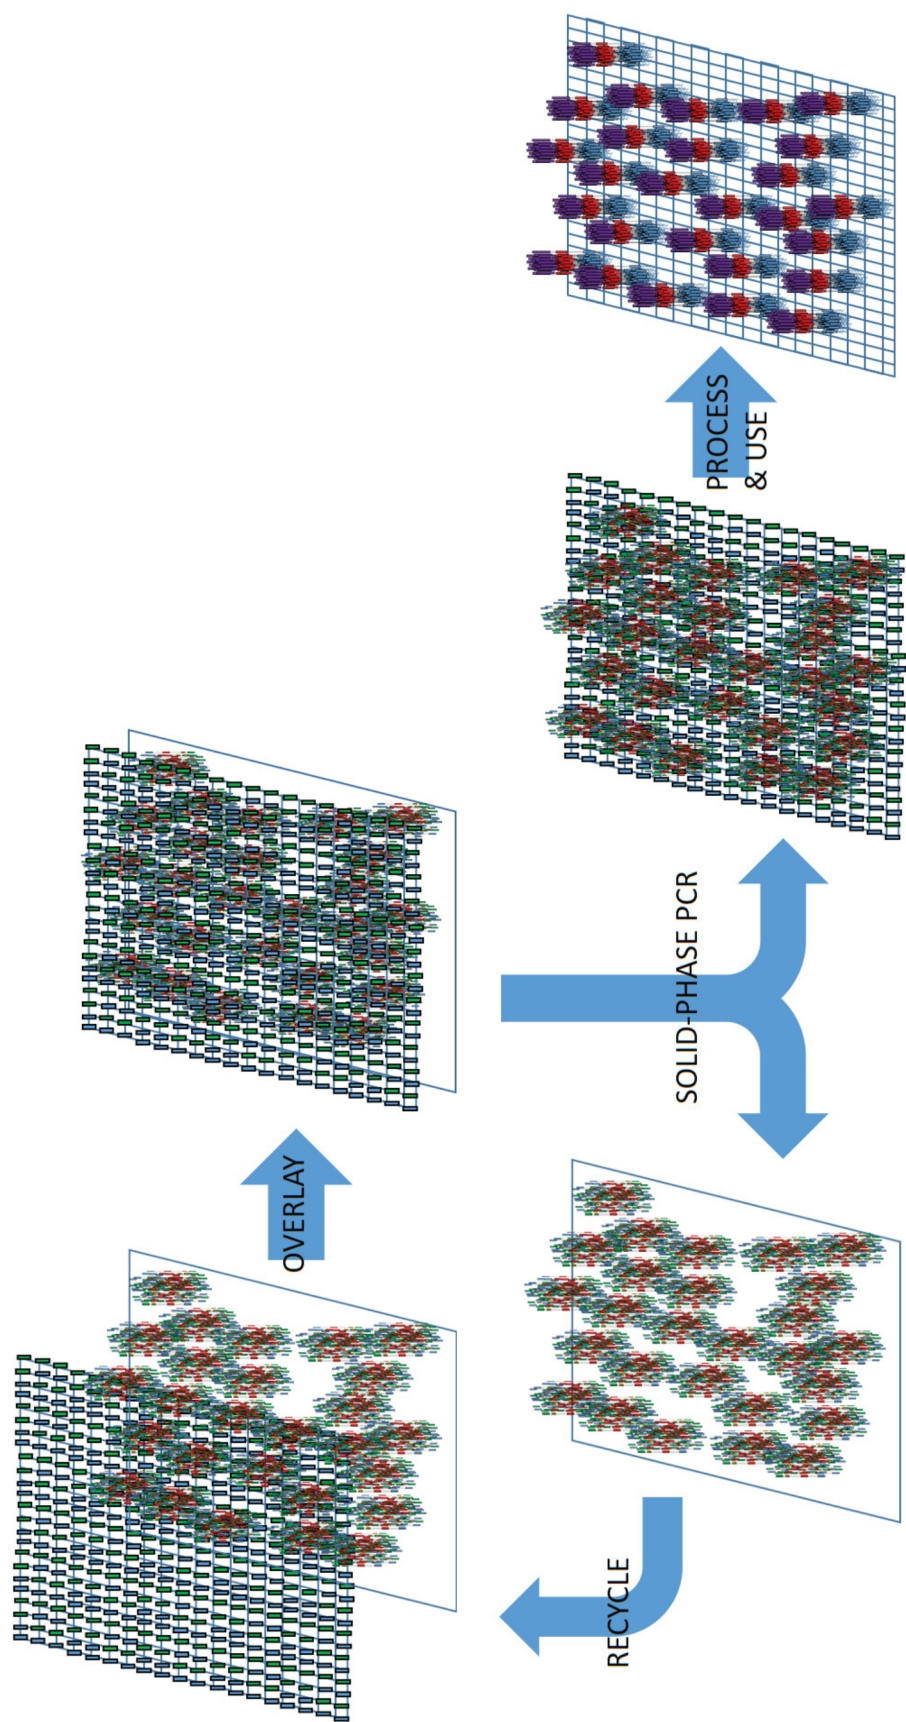 OVERLAY
SOLID-PHASE PCR
RECYCLE
PROCESS
& USE